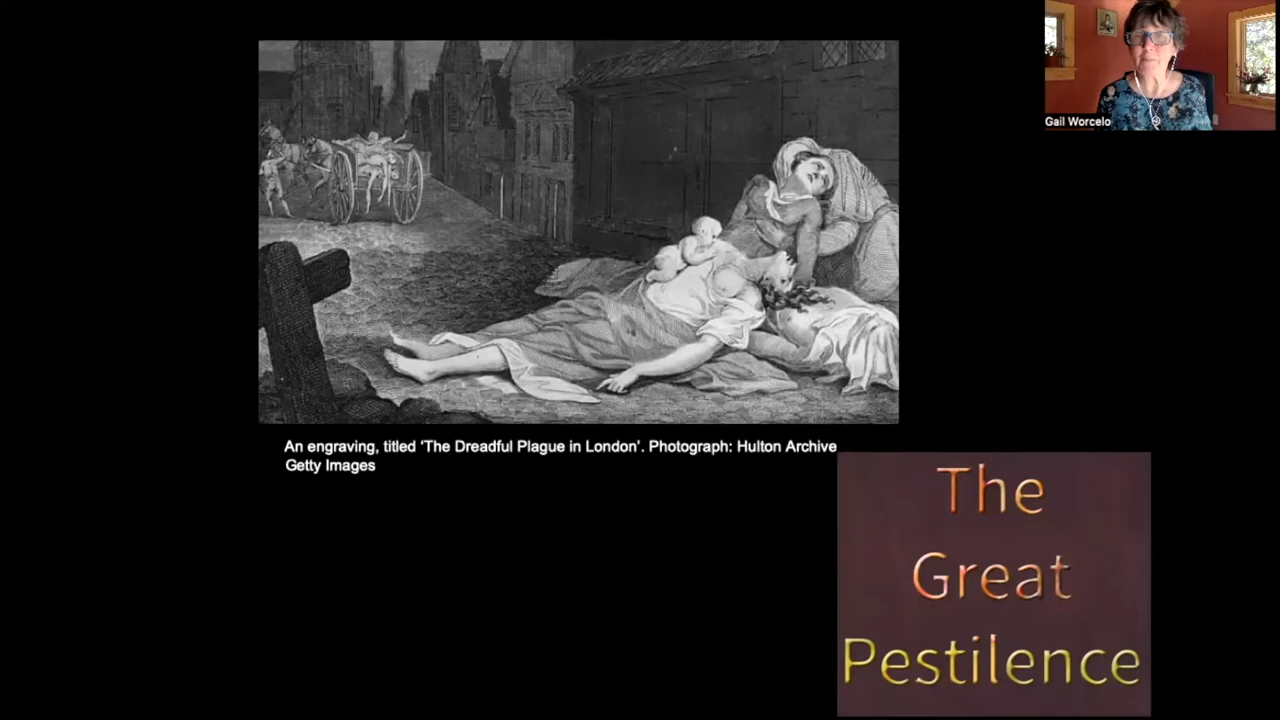 Gail Worcelo
An engraving, titled ‘The Dreadful Plague in London’. Photograph: Hulton Archive
Getty Images
The
Great
Pestilence